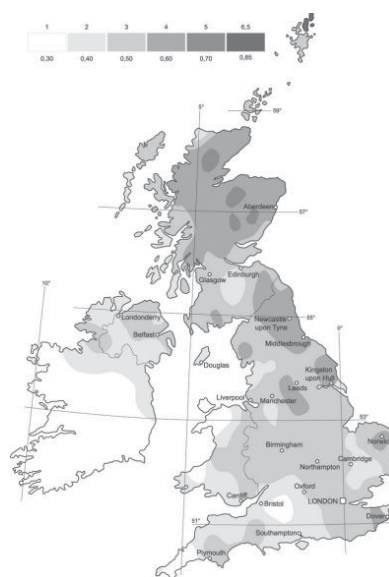 1 2 3 4 5 6,5
0,30 0,40 0,50 0,60 0,70 0,85
5°
59°
Aberdeen
57°
Edinburgh
Glasgow
10°
Londonderry
Belfast
Newcastle
upon Tyne
55°
Middlesbrough
0°
Douglas
Kingston
upon Hull
Leeds
Liverpool
Manchester
53°
Norwich
Birmingham
Cambridge
Northampton
Oxford
Cardiff
LONDON
Bristol
Dover
51°
Southampton
Plymouth